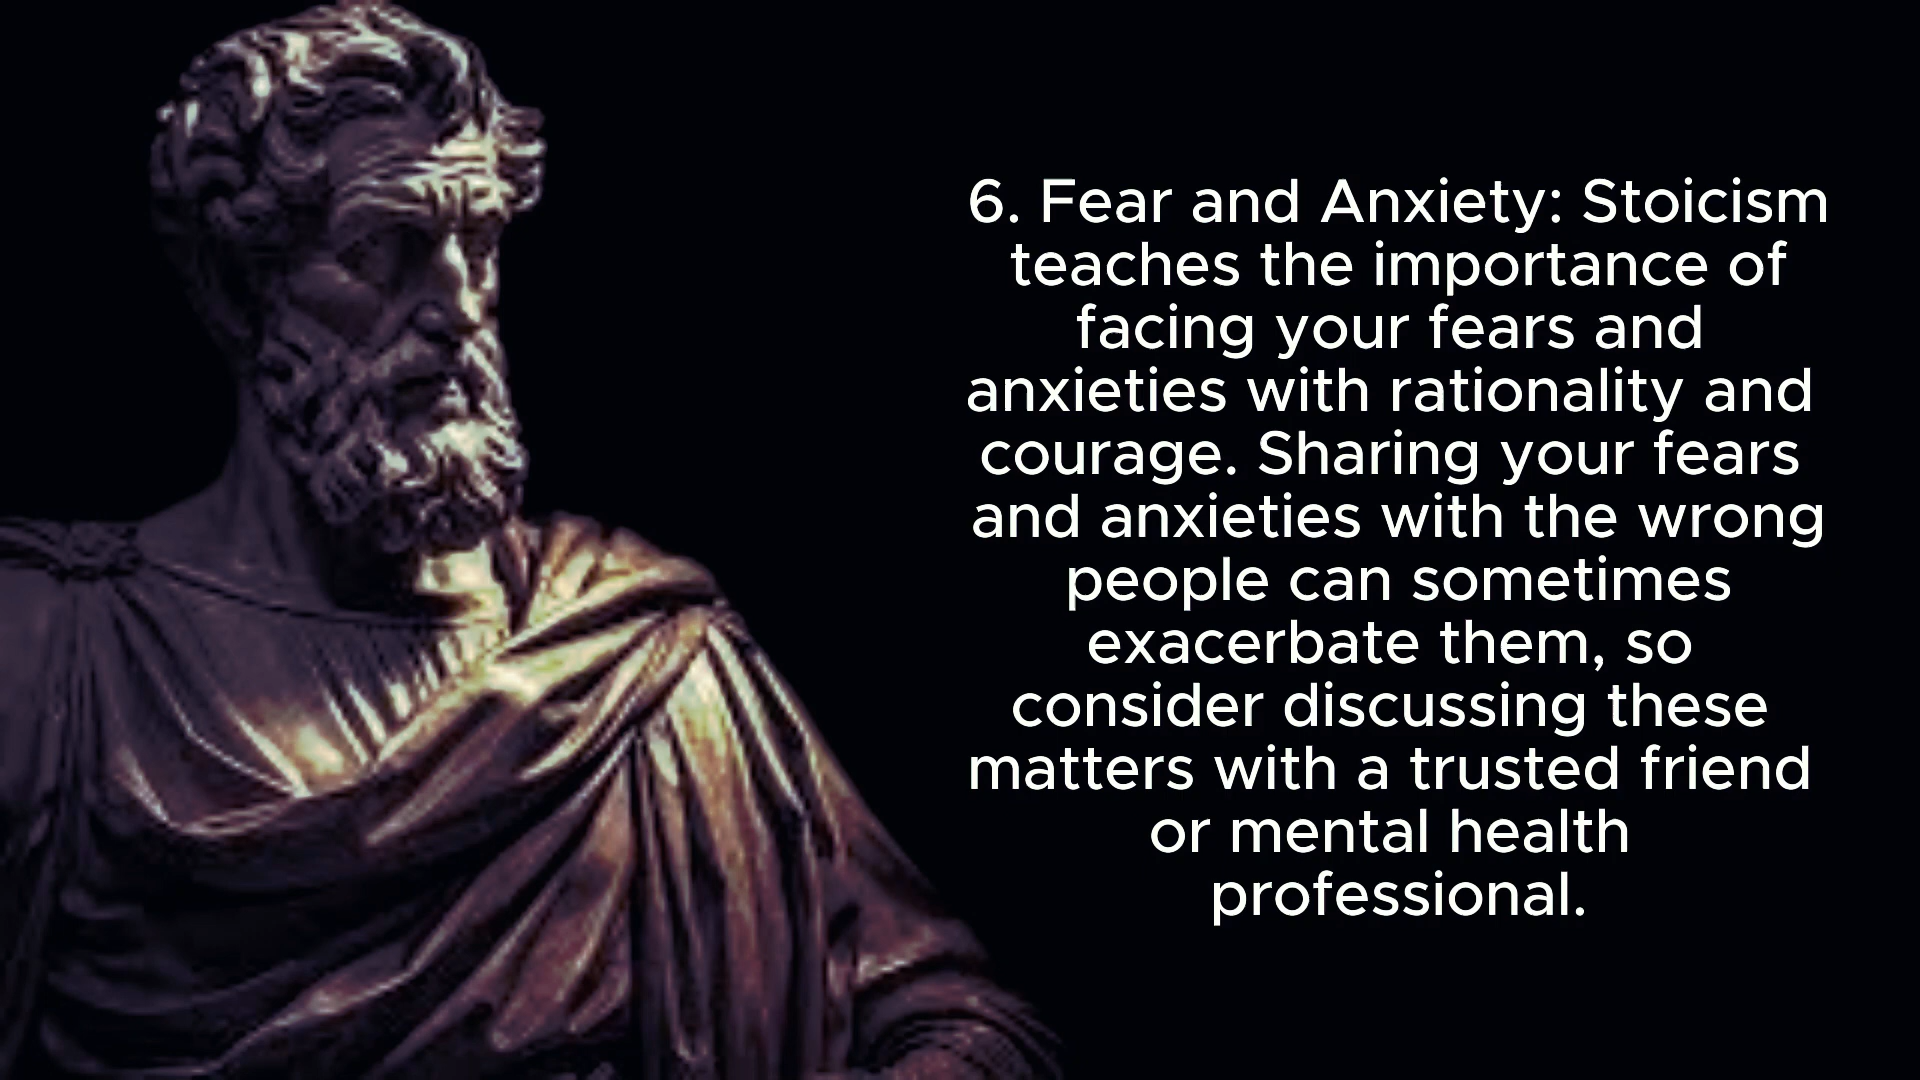 6. Fear and Anxiety: Stoicism
teaches the importance of
facing your fears and
anxieties with rationality and
courage. Sharing your fears
and anxieties with the wrong
people can sometimes
exacerbate them, so
consider discussing these
matters with a trusted friend
or mental health
professional.